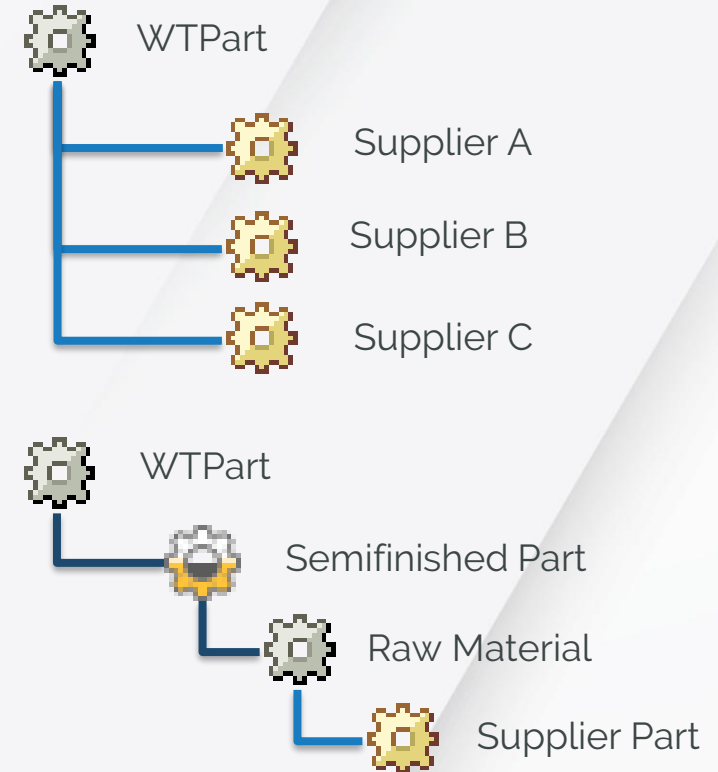 WTPart
Supplier A
Supplier B
Supplier C
WTPart
Semifinished Part
Raw Material
Supplier Part